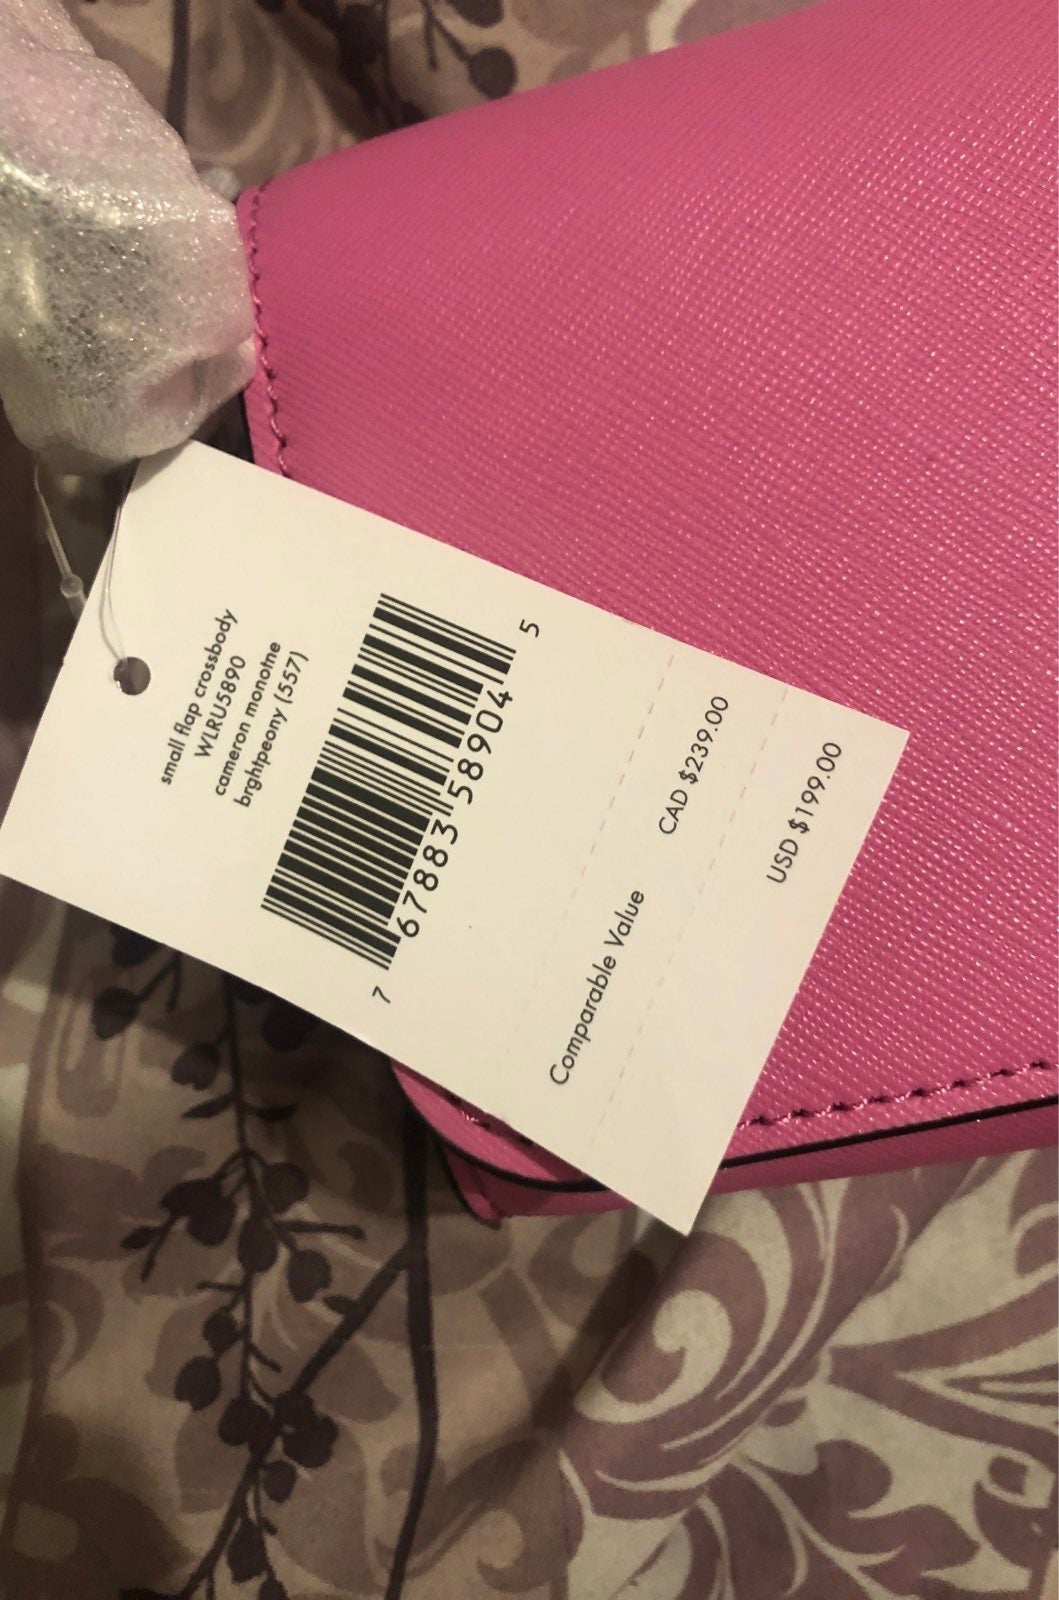 small flap crossbody
WLRU5890
cameron monotne
brghtpeony (557)
7 67883 58904 5
Comparable Value
CAD $239.00
USD $199.00